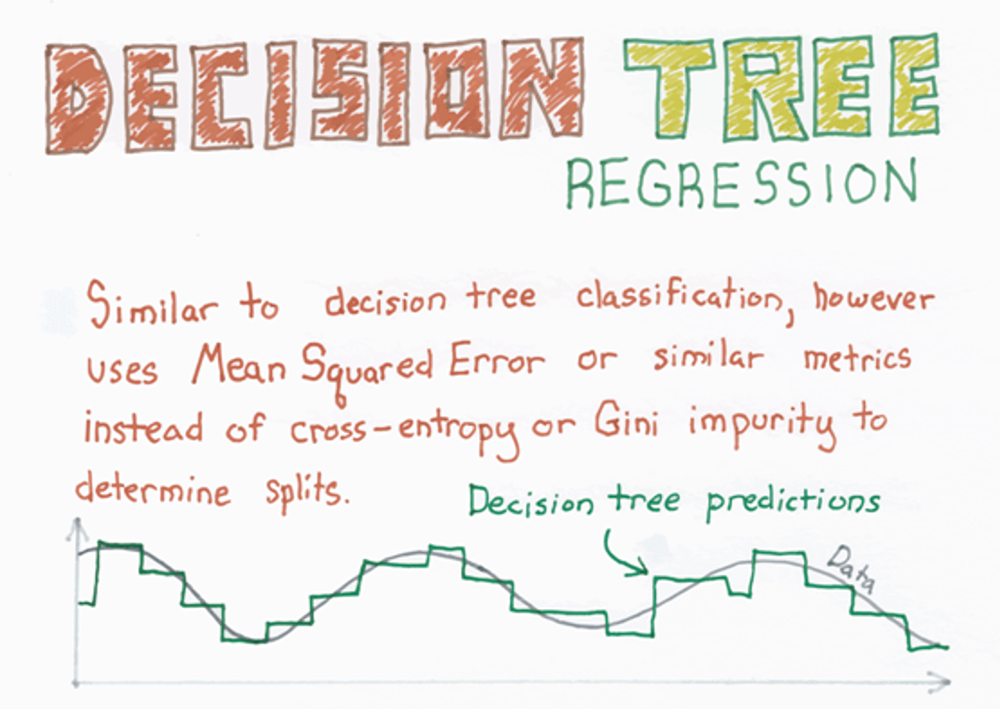 DECISION TREE
REGRESSION
Similar to decision tree classification, however
uses Mean Squared Error or similar metrics
instead of cross-entropy or Gini impurity to
determine splits.
Decision tree predictions
Data